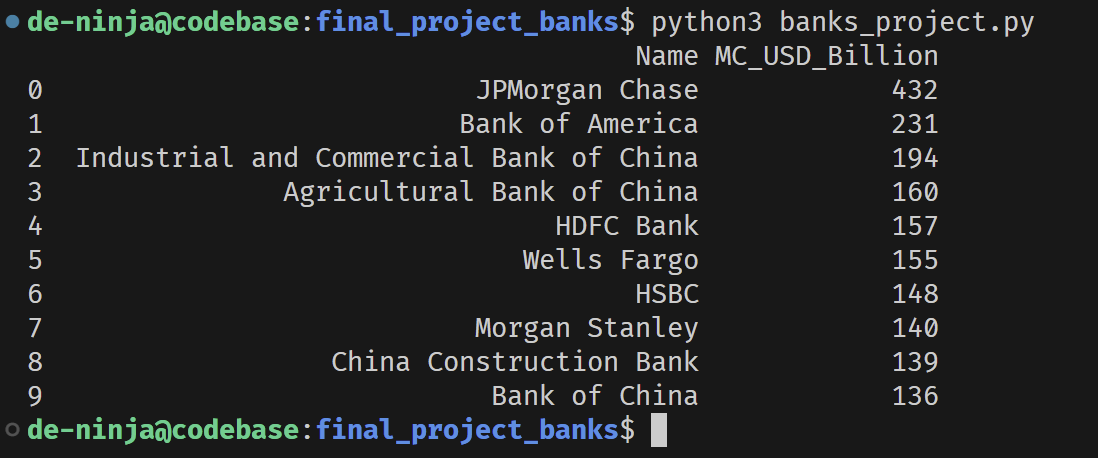 de-ninja@codebase:final_project_banks$ python3 banks_project.py
Name MC_USD_Billion
0 JPMorgan Chase 432
1 Bank of America 231
2 Industrial and Commercial Bank of China 194
3 Agricultural Bank of China 160
4 HDFC Bank 157
5 Wells Fargo 155
6 HSBC 148
7 Morgan Stanley 140
8 China Construction Bank 139
9 Bank of China 136
de-ninja@codebase:final_project_banks$